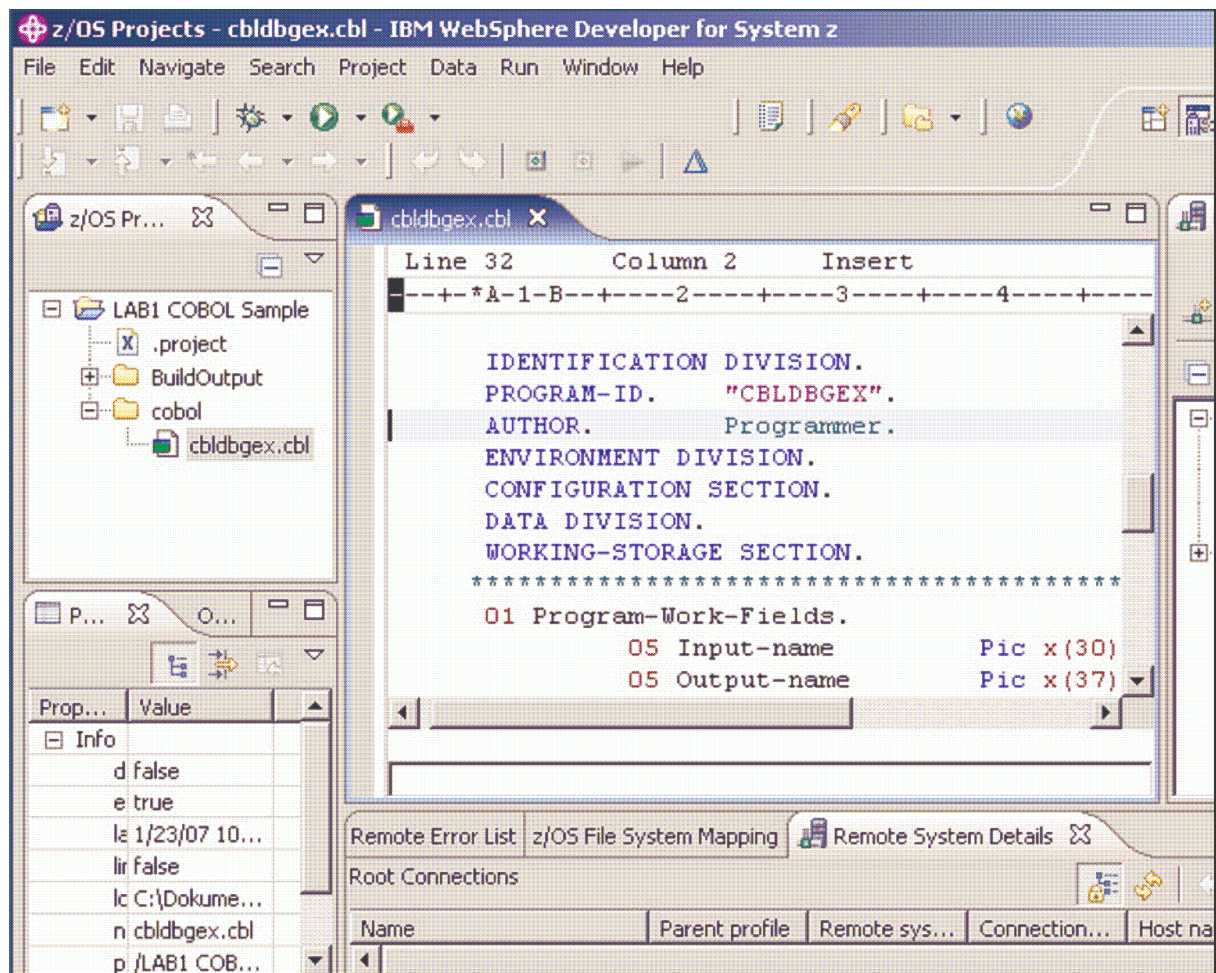 z/OS Projects - cbldbgex.cbl - IBM WebSphere Developer for System z
File Edit Navigate Search Project Data Run Window Help
z/OS Pr...
cbldbgex.cbl
Line 32 Column 2 Insert
---+-*A-1-B--+----2----+----3----+----4----+----
LAB1 COBOL Sample
.project
BuildOutput
cobol
cbldbgex.cbl
IDENTIFICATION DIVISION.
PROGRAM-ID. "CBLDBGEX".
AUTHOR. Programmer.
ENVIRONMENT DIVISION.
CONFIGURATION SECTION.
DATA DIVISION.
WORKING-STORAGE SECTION.
*****************************************
01 Program-Work-Fields.
05 Input-name Pic x(30)
05 Output-name Pic x(37)
P... O...
Prop... Value
Info
d false
e true
la 1/23/07 10...
lir false
lc C:\Dokume...
n cbldbgex.cbl
p /LAB1 COB...
Remote Error List z/OS File System Mapping Remote System Details
Root Connections
Name Parent profile Remote sys... Connection... Host na